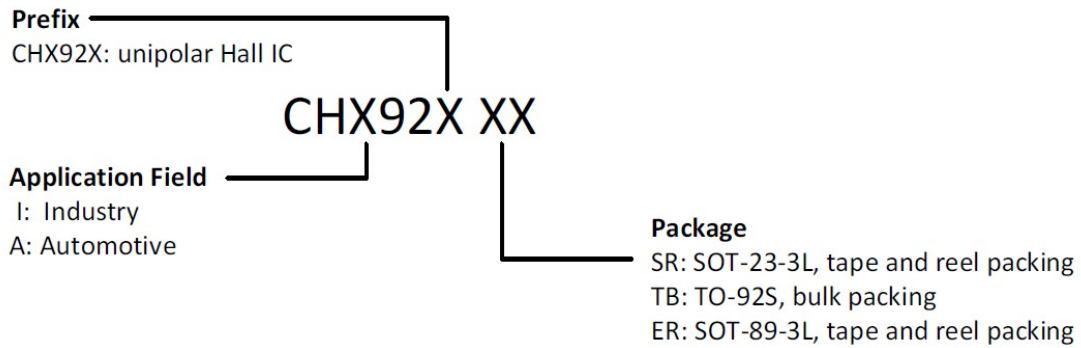 Prefix
CHX92X: unipolar Hall IC
CHX92X XX
Application Field
I: Industry
A: Automotive
Package
SR: SOT-23-3L, tape and reel packing
TB: TO-92S, bulk packing
ER: SOT-89-3L, tape and reel packing